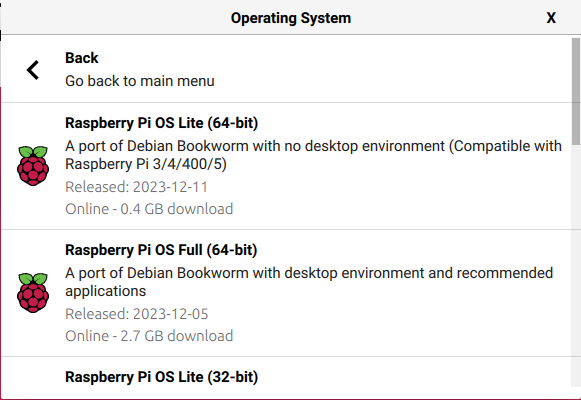 Operating System X
Back
Go back to main menu
Raspberry Pi OS Lite (64-bit)
A port of Debian Bookworm with no desktop environment (Compatible with
Raspberry Pi 3/4/400/5)
Released: 2023-12-11
Online - 0.4 GB download
Raspberry Pi OS Full (64-bit)
A port of Debian Bookworm with desktop environment and recommended
applications
Released: 2023-12-05
Online - 2.7 GB download
Raspberry Pi OS Lite (32-bit)